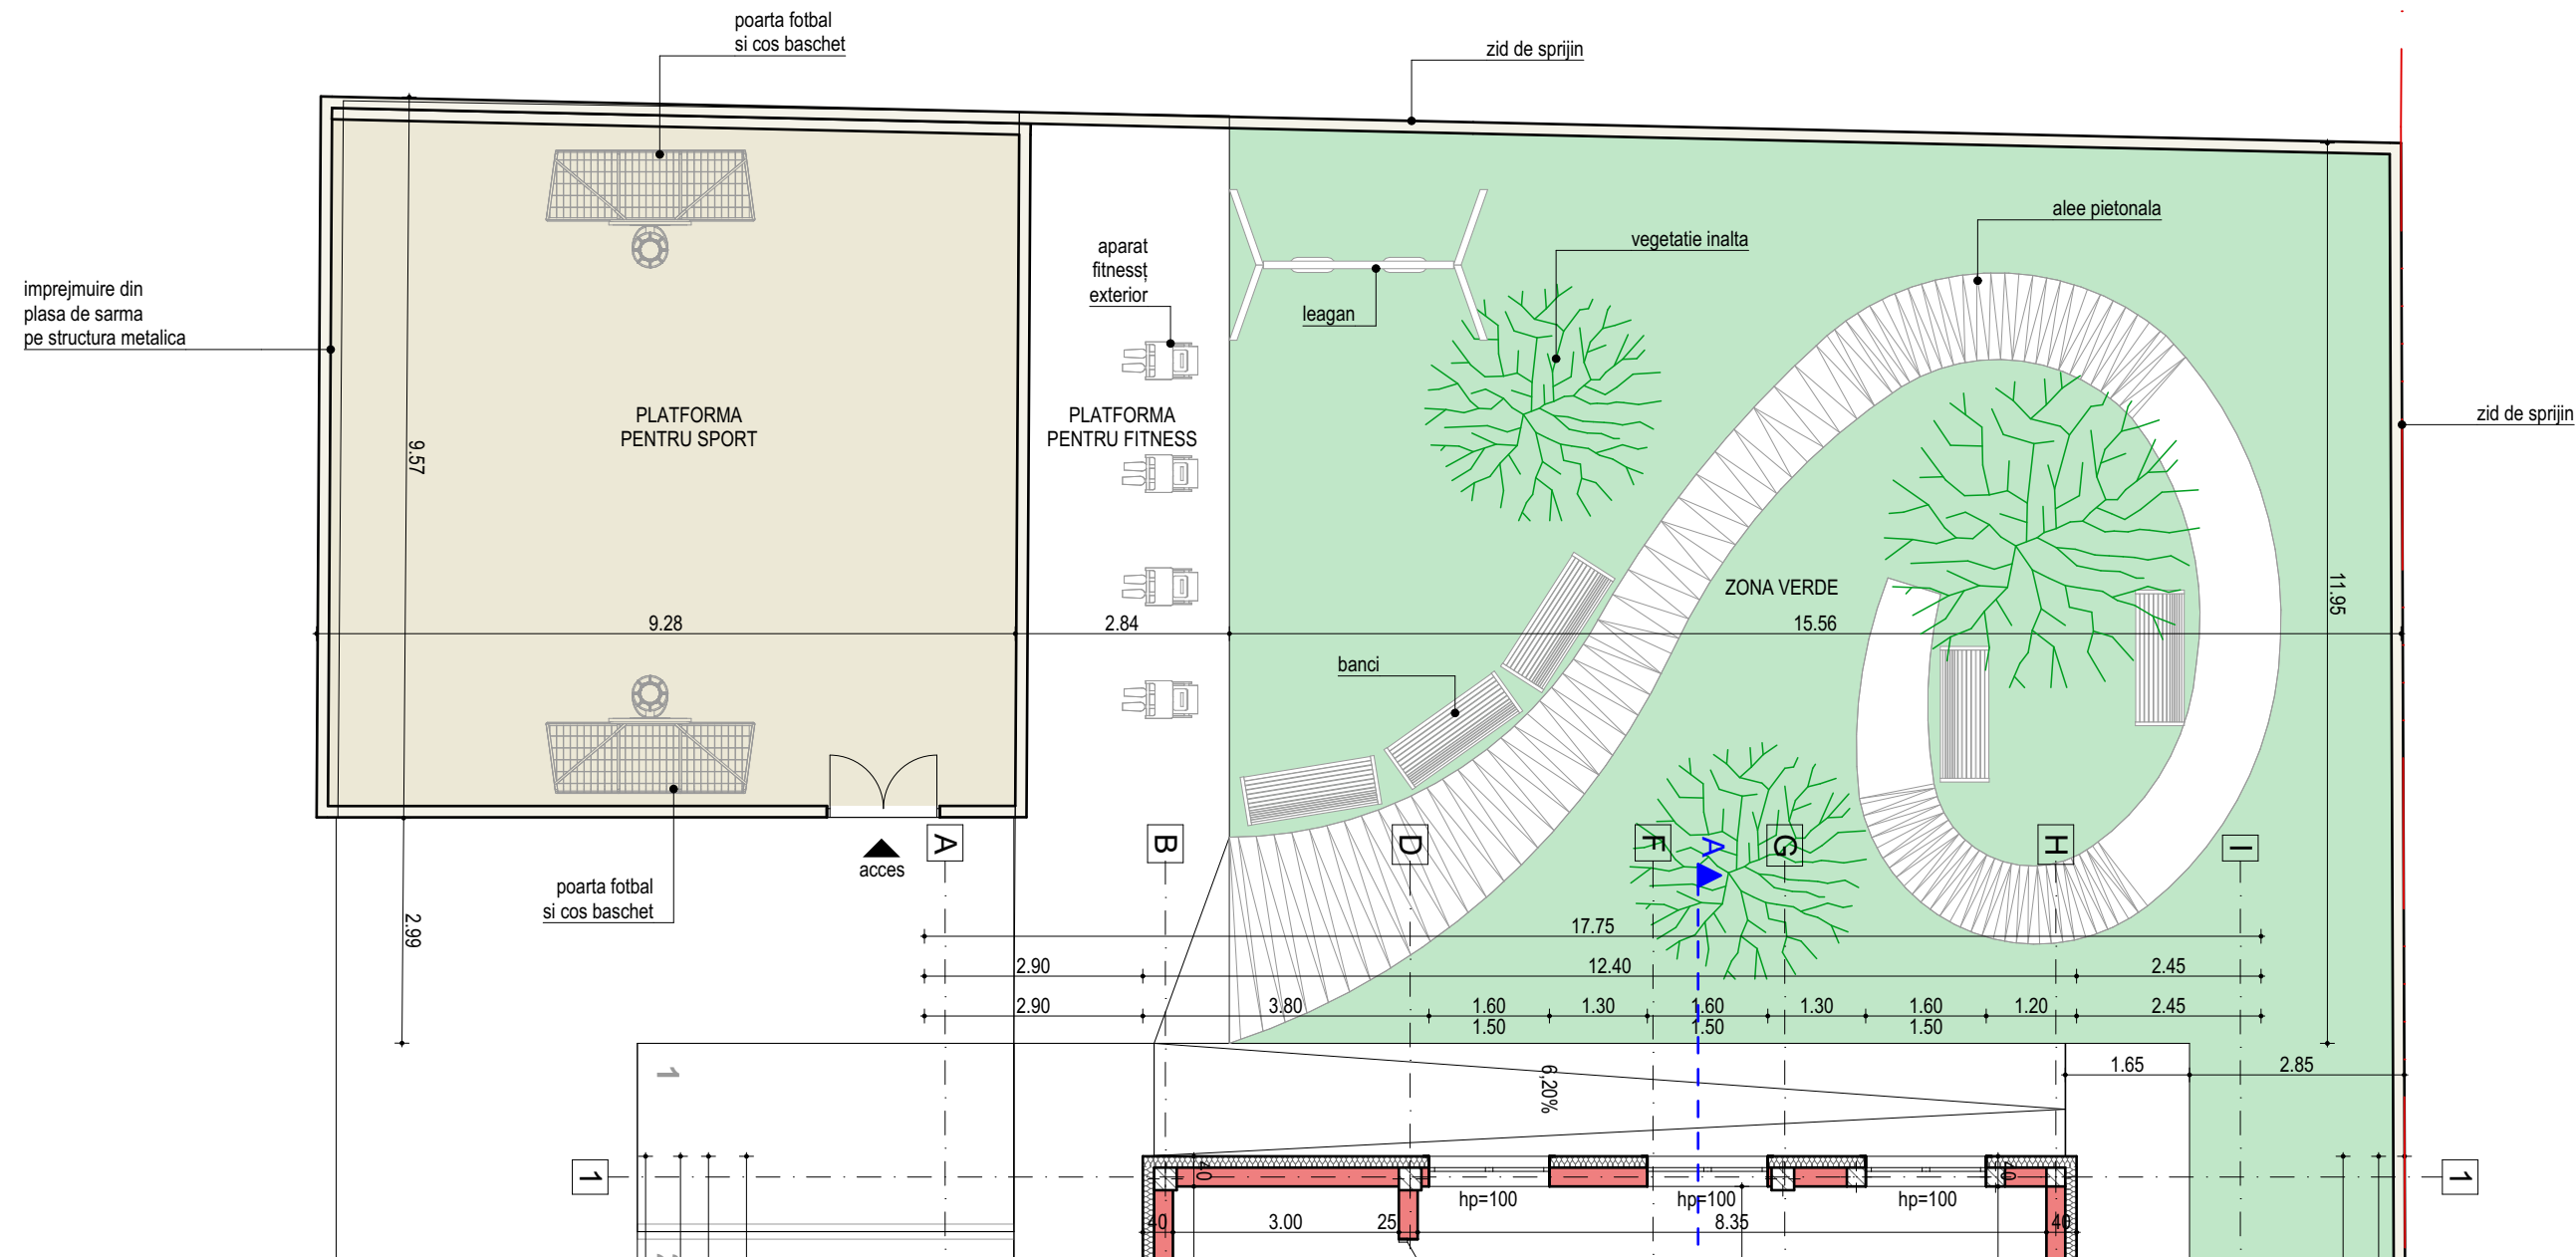 poarta fotbal
si cos baschet
zid de sprijin
alee pietonala
vegetatie inalta
aparat
fitnessț
exterior
leagan
imprejmuire din
plasa de sarma
pe structura metalica
PLATFORMA
PENTRU SPORT
PLATFORMA
PENTRU FITNESS
zid de sprijin
9.57
ZONA VERDE
11.95
9.28
2.84
15.56
banci
A
B
D
F
A
G
H
I
acces
poarta fotbal
si cos baschet
2.99
17.75
2.90
12.40
2.45
2.90
3.80
1.60
1.30
1.60
1.30
1.60
1.20
2.45
1.50
1.50
1.50
1
6,20%
1.65
2.85
1
40
40
1
hp=100
hp=100
hp=100
40
3.00
25
8.35
40